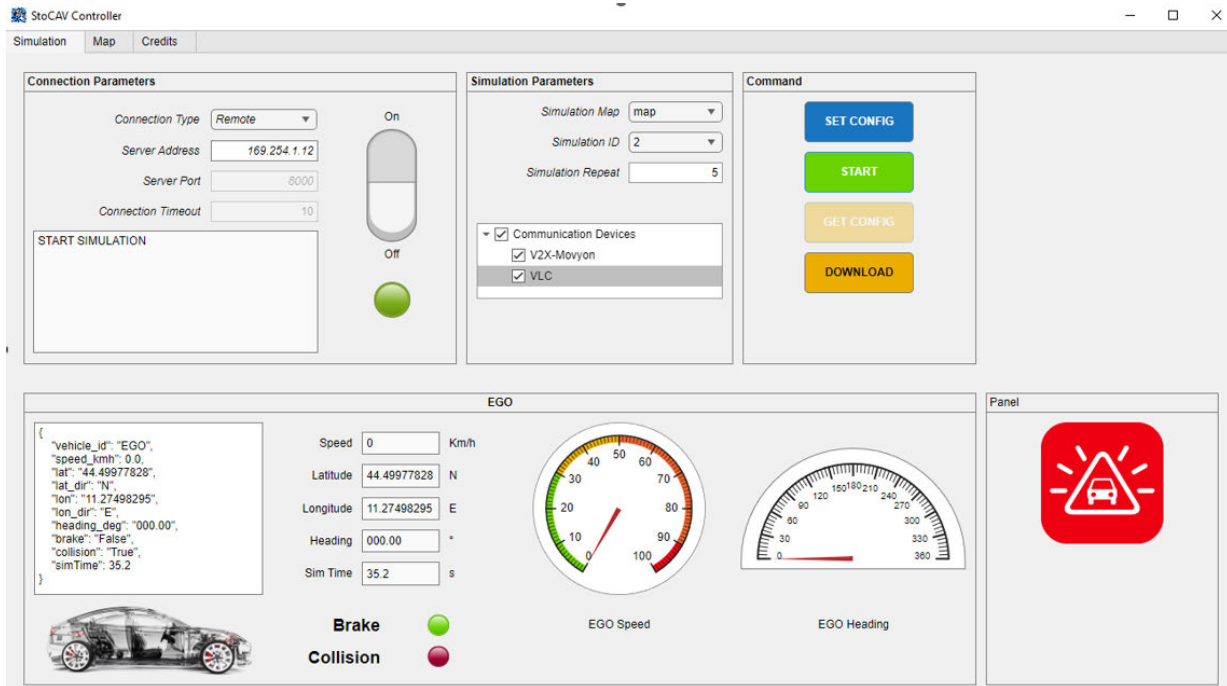 StoCAV Controller
Simulation Map Credits
Connection Parameters
Connection Type Remote
Server Address 169.254.1.12
Server Port 6000
Connection Timeout 10
START SIMULATION
On
Off
Simulation Parameters
Simulation Map map
Simulation ID 2
Simulation Repeat 5
Communication Devices
V2X-Movyon
VLC
Command
SET CONFIG
START
GET CONFIG
DOWNLOAD
EGO
{
"vehicle_id": "EGO",
"speed_kmh": 0.0,
"lat": "44.49977828",
"lat_dir": "N",
"lon": "11.27498295",
"lon_dir": "E",
"heading_deg": "000.00",
"brake": "False",
"collision": "True",
"simTime": 35.2
}
Speed 0 Km/h
Latitude 44.49977828 N
Longitude 11.27498295 E
Heading 000.00 °
Sim Time 35.2 s
Brake
Collision
0 10 20 30 40 50 60 70 80 90 100
EGO Speed
0 30 60 90 120 150 180 210 240 270 300 330 360
EGO Heading
Panel